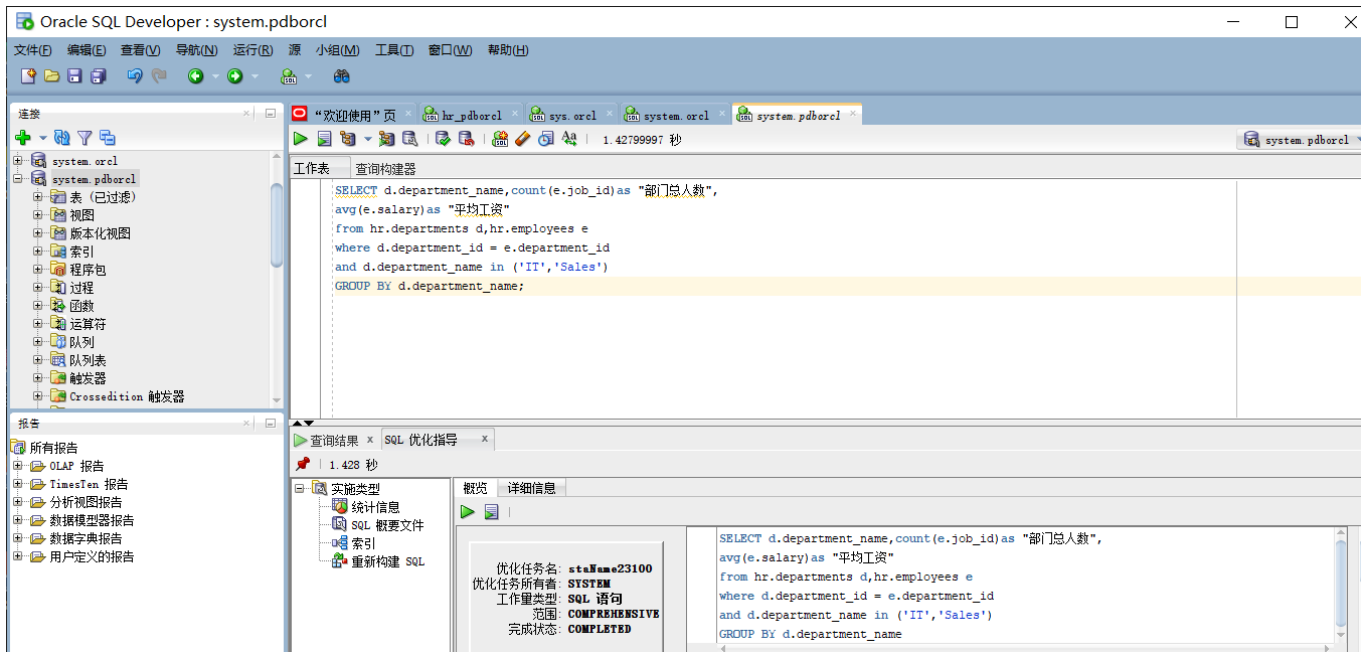 Oracle SQL Developer : system.pdborcl
文件(F) 编辑(E) 查看(V) 导航(N) 运行(R) 源 小组(M) 工具(T) 窗口(W) 帮助(H)
连接
“欢迎使用”页 hr_pdborcl sys.orcl system.orcl system.pdborcl
1.42799997 秒
system.pdborcl
system.orcl
system.pdborcl
表 (已过滤)
视图
版本化视图
索引
程序包
过程
函数
运算符
队列
队列表
触发器
Crossedition 触发器
工作表 查询构建器
SELECT d.department_name,count(e.job_id)as "部门总人数",
avg(e.salary)as "平均工资"
from hr.departments d,hr.employees e
where d.department_id = e.department_id
and d.department_name in ('IT','Sales')
GROUP BY d.department_name;
报告
所有报告
OLAP 报告
TimesTen 报告
分析视图报告
数据模型器报告
数据字典报告
用户定义的报告
查询结果 x SQL 优化指导 x
1.428 秒
实施类型
统计信息
SQL 概要文件
索引
重新构建 SQL
概览 详细信息
优化任务名: staName23100
优化任务所有者: SYSTEM
工作量类型: SQL 语句
范围: COMPREHENSIVE
完成状态: COMPLETED
SELECT d.department_name,count(e.job_id)as "部门总人数",
avg(e.salary)as "平均工资"
from hr.departments d,hr.employees e
where d.department_id = e.department_id
and d.department_name in ('IT','Sales')
GROUP BY d.department_name